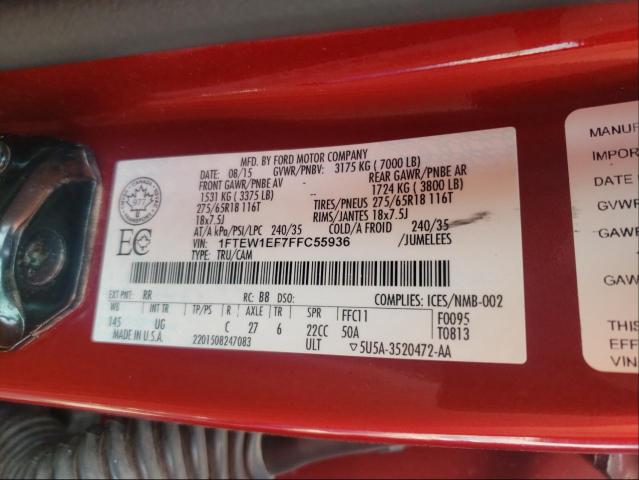 MFD. BY FORD MOTOR COMPANY
DATE: 08/15 GVWR/PNBV: 3175 KG ( 7000 LB)
FRONT GAWR/PNBE AV REAR GAWR/PNBE AR
1531 KG ( 3375 LB) 1724 KG ( 3800 LB)
275/65R18 116T TIRES/PNEUS 275/65R18 116T
18x7.5J RIMS/JANTES 18x7.5J
AT/A kPa/PSI/LPC 240/35 COLD/A FROID 240/35
VIN: 1FTEW1EF7FFC55936 /JUMELEES
TYPE: TRU/CAM
EC
977
EXT PNT: RR RC: B8 DSO: COMPLIES: ICES/NMB-002
WB INT TR TP/PS R AXLE TR SPR FFC11 F0095
145 UG C 27 6 22CC 50A T0813
MADE IN U.S.A. 2201508247083 ULT 5U5A-3520472-AA
MANU
IMPOR
DATE
GVWR
GAWF
GAW
THIS
EFF
VIN